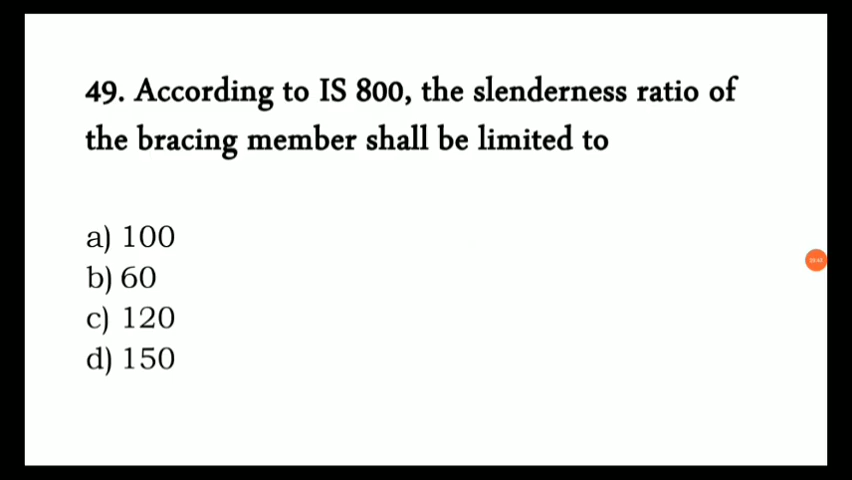 49. According to IS 800, the slenderness ratio of
the bracing member shall be limited to
a) 100
b) 60
c) 120
d) 150